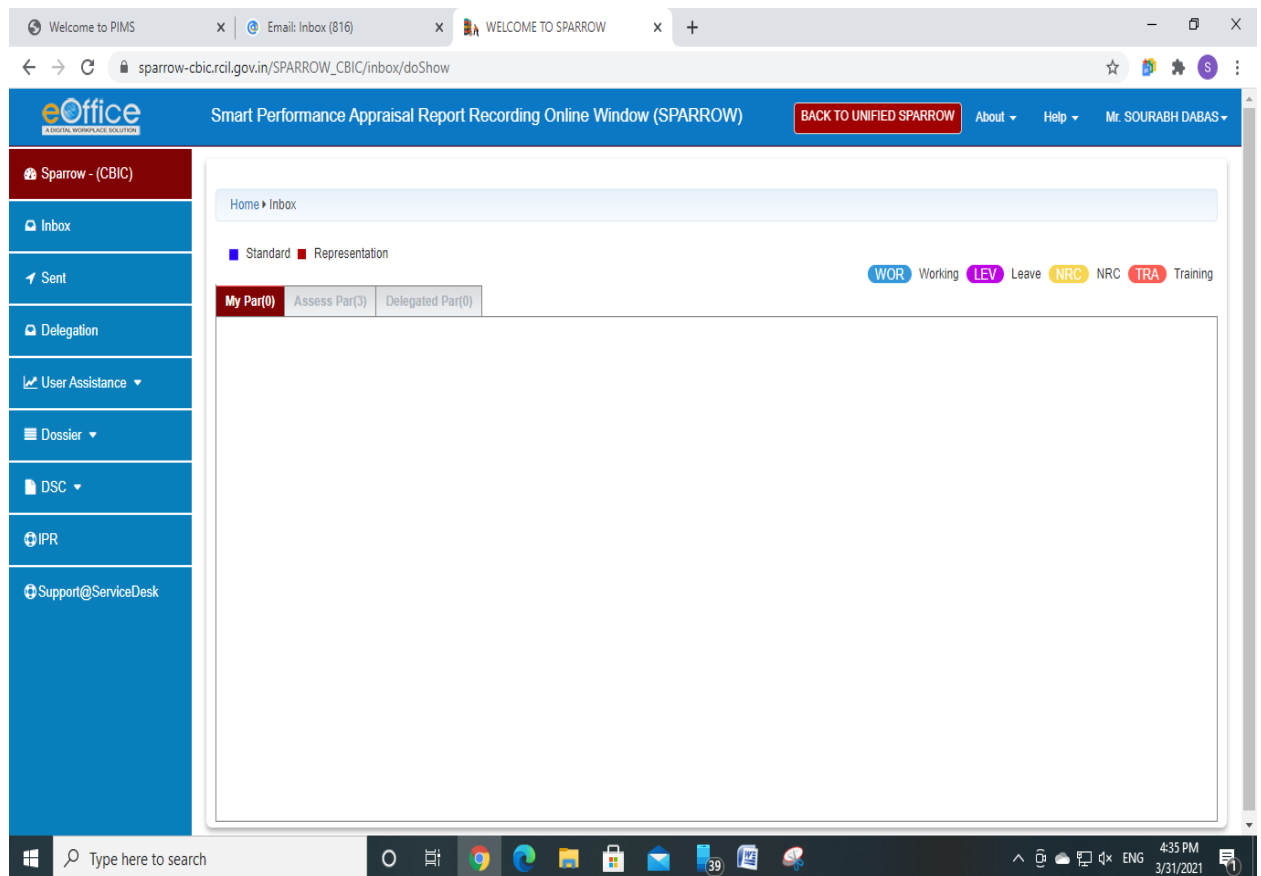 Welcome to PIMS
Email: Inbox (816)
WELCOME TO SPARROW
sparrow-cbic.rcil.gov.in/SPARROW_CBIC/inbox/doShow
S
eOffice
A DIGITAL WORKPLACE SOLUTION
Smart Performance Appraisal Report Recording Online Window (SPARROW)
BACK TO UNIFIED SPARROW
About
Help
Mr. SOURABH DABAS
Sparrow - (CBIC)
Inbox
Sent
Delegation
User Assistance
Dossier
DSC
IPR
Support@ServiceDesk
Home Inbox
Standard Representation
WOR Working LEV Leave NRC NRC TRA Training
My Par(0) Assess Par(3) Delegated Par(0)
Type here to search
39
ENG
4:35 PM
3/31/2021
1